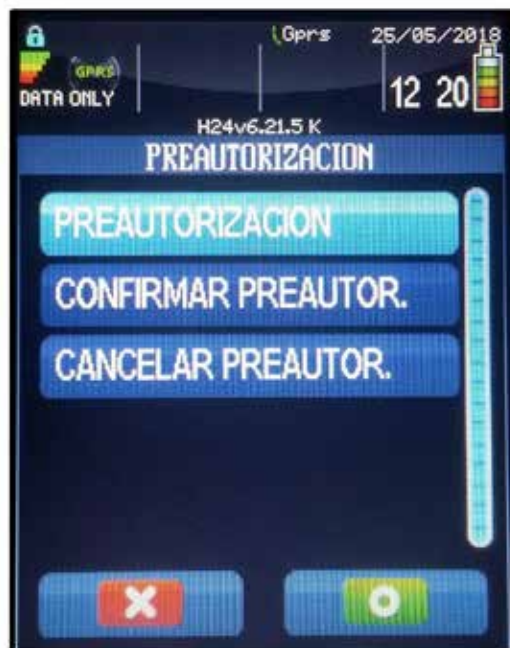 Gprs 25/05/2018
GPRS
DATA ONLY
12 20
H24v6.21.5 K
PREAUTORIZACION
PREAUTORIZACION
CONFIRMAR PREAUTOR.
CANCELAR PREAUTOR.